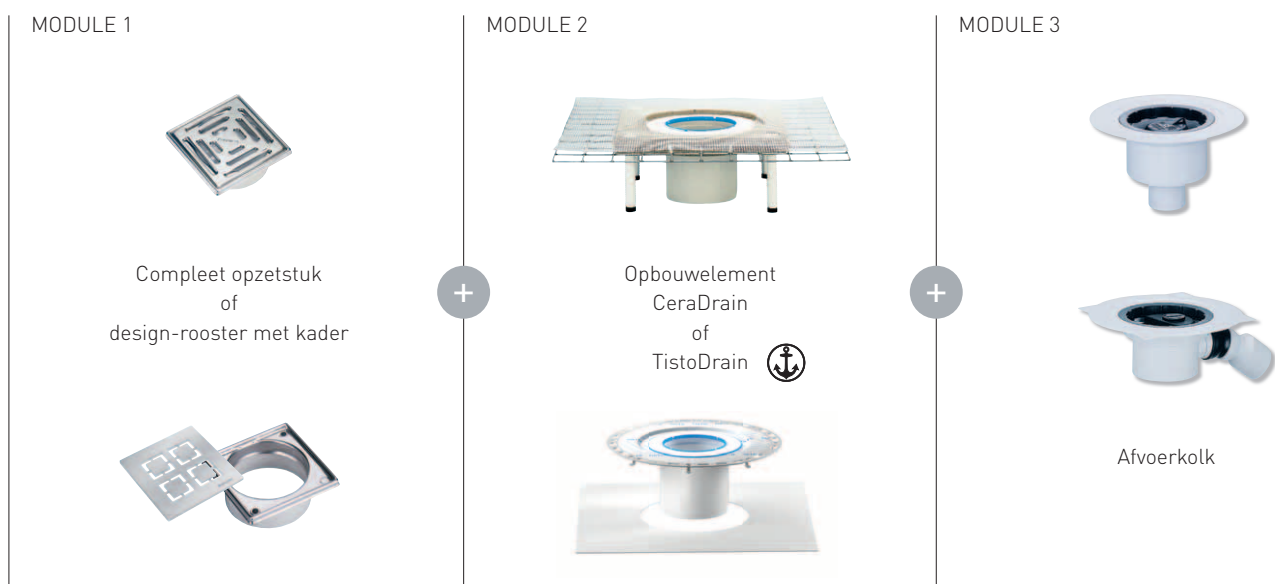 MODULE 1
Compleet opzetstuk
of
design-rooster met kader
+
MODULE 2
Opbouwelement
CeraDrain
of
TistoDrain
+
MODULE 3
Afvoerkolk